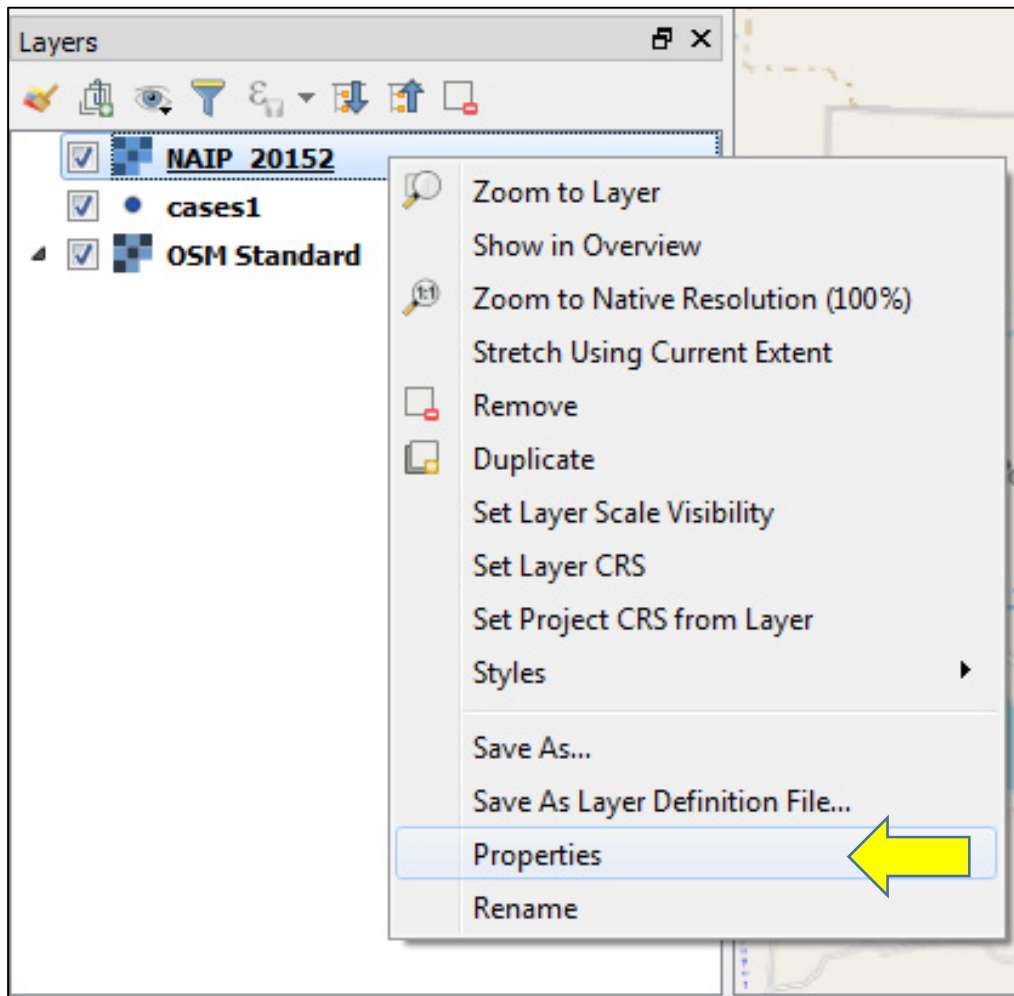 Layers
NAIP_20152
cases1
OSM Standard
Zoom to Layer
Show in Overview
1:1
Zoom to Native Resolution (100%)
Stretch Using Current Extent
Remove
Duplicate
Set Layer Scale Visibility
Set Layer CRS
Set Project CRS from Layer
Styles
Save As...
Save As Layer Definition File...
Properties
Rename